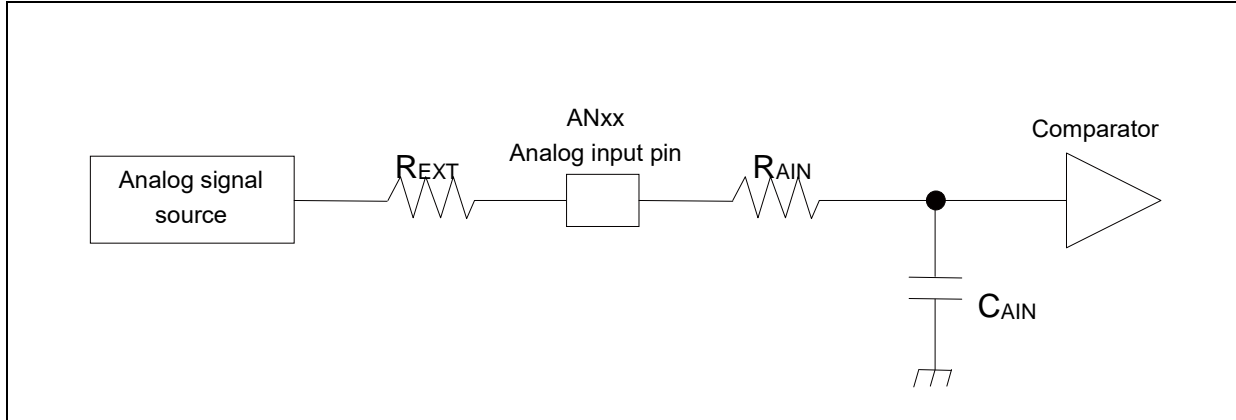 Analog signal
source
REXT
ANxx
Analog input pin
RAIN
Comparator
CAIN